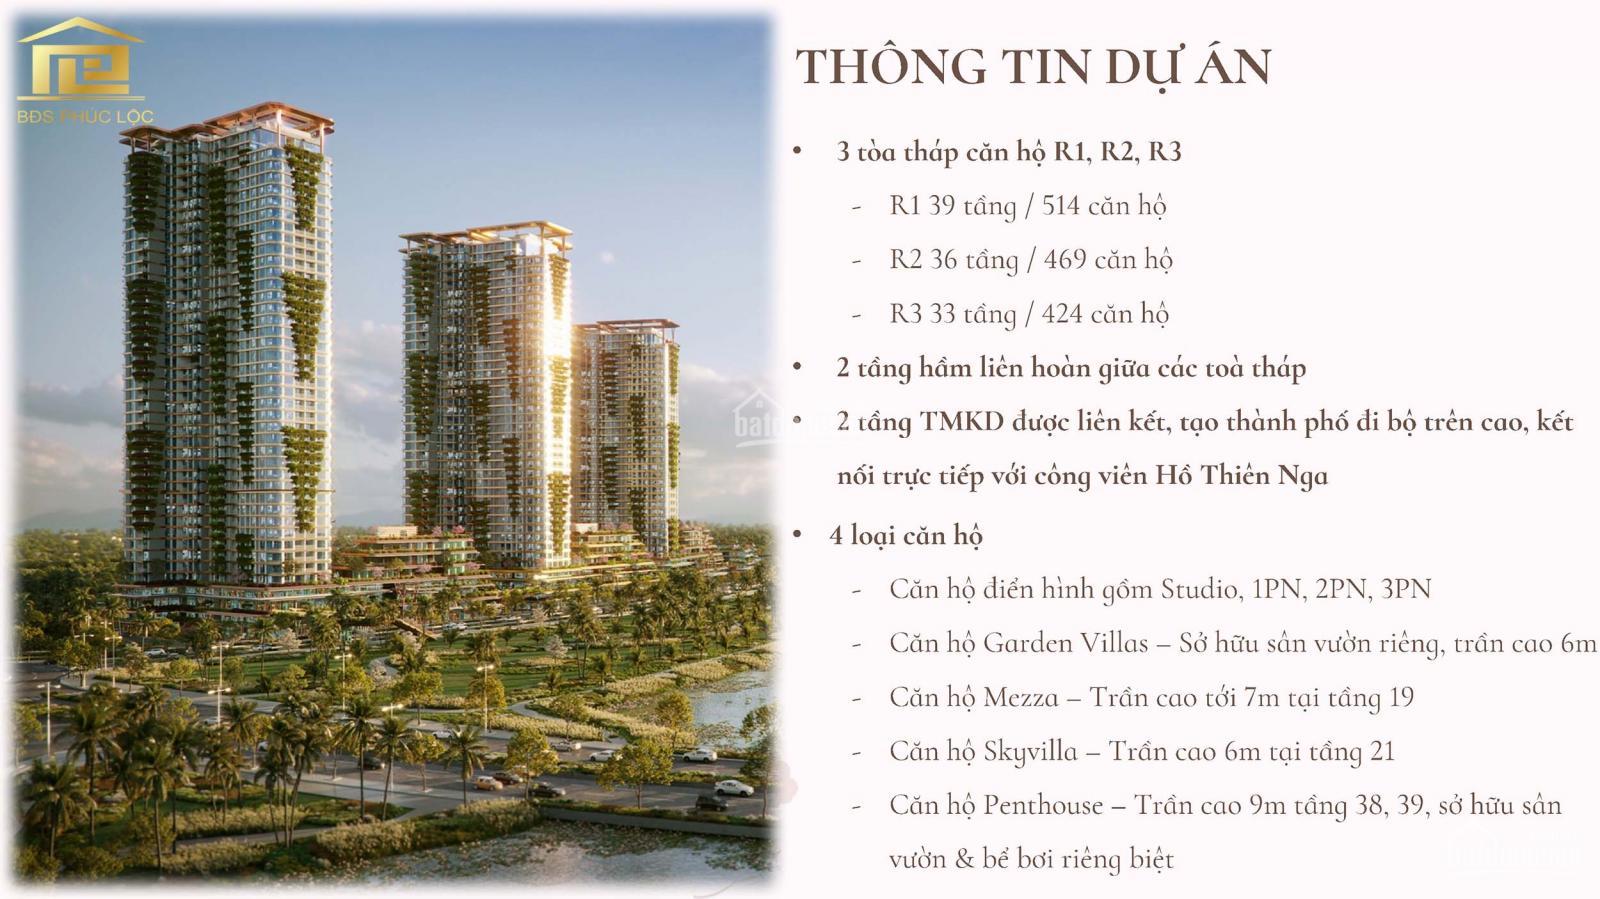 BĐS PHÚC LỘC
THÔNG TIN DỰ ÁN
• 3 tòa tháp căn hộ R1, R2, R3
- R1 39 tầng / 514 căn hộ
- R2 36 tầng / 469 căn hộ
- R3 33 tầng / 424 căn hộ
• 2 tầng hầm liên hoàn giữa các toà tháp
• 2 tầng TMKD được liên kết, tạo thành phố đi bộ trên cao, kết
nối trực tiếp với công viên Hồ Thiên Nga
• 4 loại căn hộ
- Căn hộ điển hình gồm Studio, 1PN, 2PN, 3PN
- Căn hộ Garden Villas – Sở hữu sân vườn riêng, trần cao 6m
- Căn hộ Mezza – Trần cao tới 7m tại tầng 19
- Căn hộ Skyvilla – Trần cao 6m tại tầng 21
- Căn hộ Penthouse – Trần cao 9m tầng 38, 39, sở hữu sân
vườn & bể bơi riêng biệt